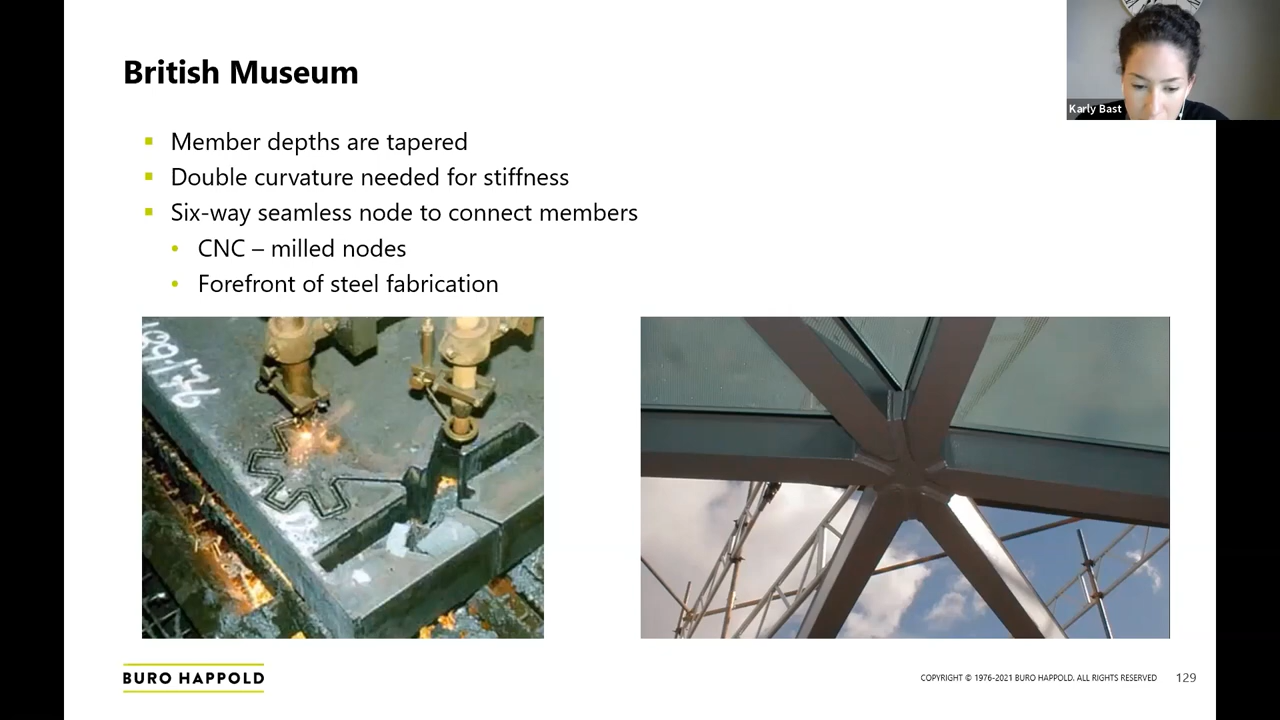 British Museum
Karly Bast
Member depths are tapered
Double curvature needed for stiffness
Six-way seamless node to connect members
CNC – milled nodes
Forefront of steel fabrication
BURO HAPPOLD
COPYRIGHT © 1976-2021 BURO HAPPOLD. ALL RIGHTS RESERVED
129